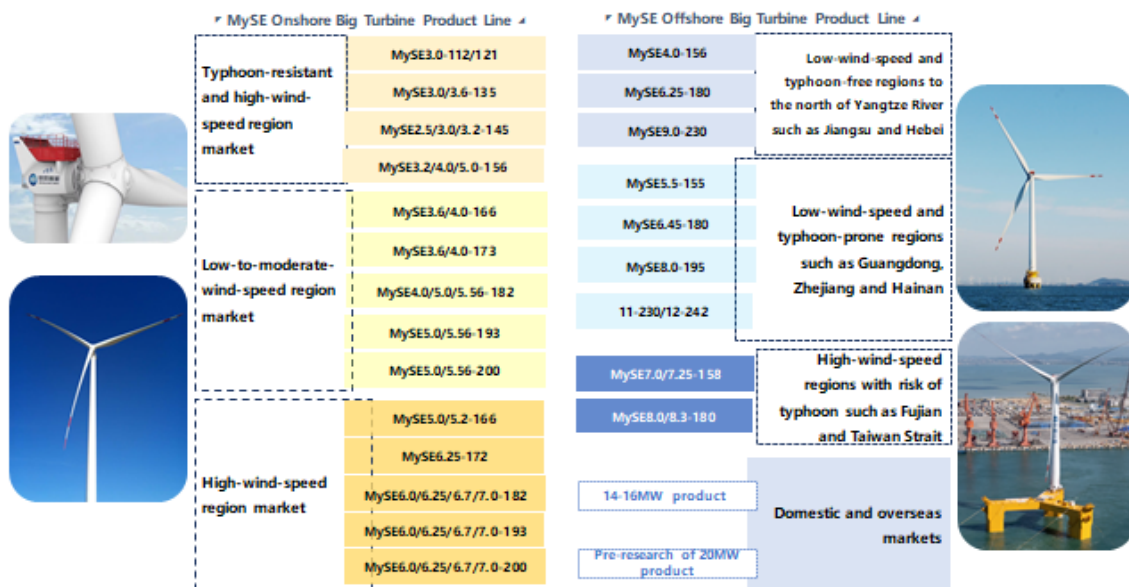 MySE Onshore Big Turbine Product Line
Typhoon-resistant
and high-wind-
speed region
market
MySE3.0-112/121
MySE3.0/3.6-135
MySE2.5/3.0/3.2-145
MySE3.2/4.0/5.0-156
Low-to-moderate-
wind-speed region
market
MySE3.6/4.0-166
MySE3.6/4.0-173
MySE4.0/5.0/5.56-182
MySE5.0/5.56-193
MySE5.0/5.56-200
High-wind-speed
region market
MySE5.0/5.2-166
MySE6.25-172
MySE6.0/6.25/6.7/7.0-182
MySE6.0/6.25/6.7/7.0-193
MySE6.0/6.25/6.7/7.0-200
MySE Offshore Big Turbine Product Line
MySE4.0-156
MySE6.25-180
MySE9.0-230
Low-wind-speed and
typhoon-free regions to
the north of Yangtze River
such as Jiangsu and Hebei
MySE5.5-155
MySE6.45-180
MySE8.0-195
11-230/12-242
Low-wind-speed and
typhoon-prone regions
such as Guangdong,
Zhejiang and Hainan
MySE7.0/7.25-158
MySE8.0/8.3-180
High-wind-speed
regions with risk of
typhoon such as Fujian
and Taiwan Strait
14-16MW product
Pre-research of 20MW
product
Domestic and overseas
markets